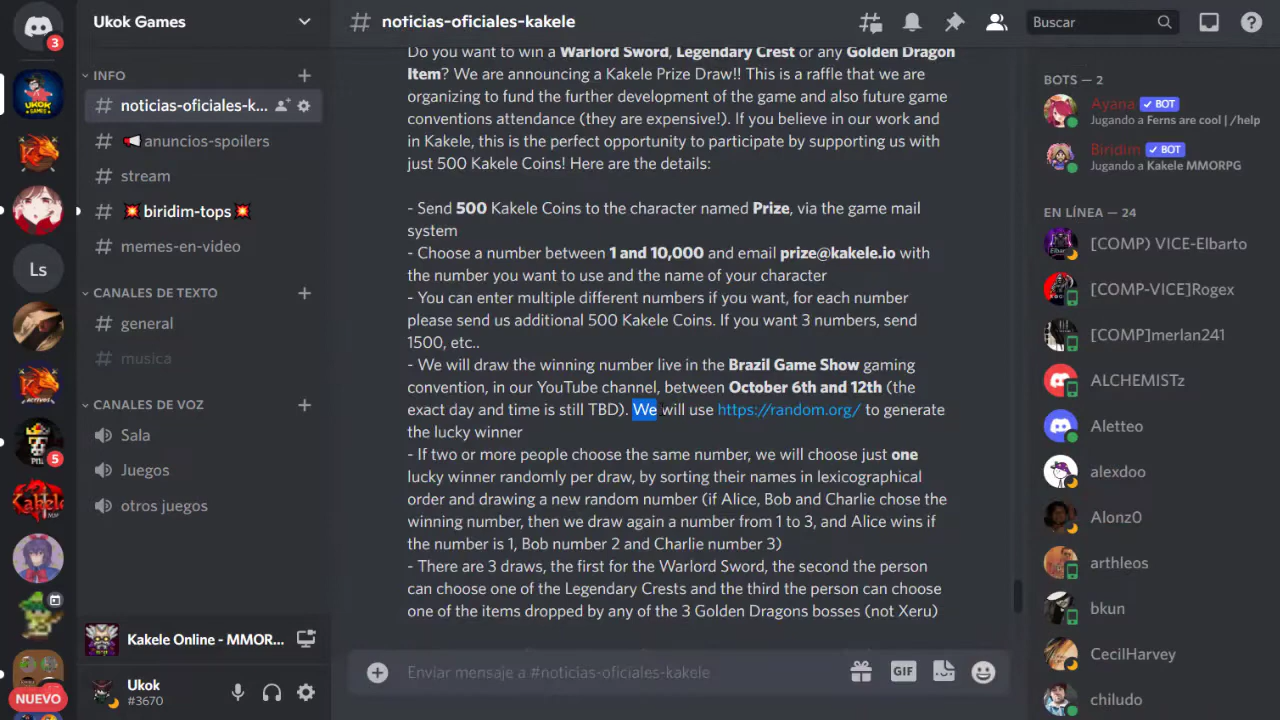 3
Ukok Games
INFO
# noticias-oficiales-k...
# anuncios-spoilers
# stream
# biridim-tops
# memes-en-video
Ls
CANALES DE TEXTO
# general
# musica
CANALES DE VOZ
Sala
5
Juegos
otros juegos
Kakele Online - MMOR...
Ukok
#3670
NUEVO
# noticias-oficiales-kakele
Buscar
Do you want to win a Warlord Sword, Legendary Crest or any Golden Dragon
Item? We are announcing a Kakele Prize Draw!! This is a raffle that we are
organizing to fund the further development of the game and also future game
conventions attendance (they are expensive!). If you believe in our work and
in Kakele, this is the perfect opportunity to participate by supporting us with
just 500 Kakele Coins! Here are the details:
- Send 500 Kakele Coins to the character named Prize, via the game mail
system
- Choose a number between 1 and 10,000 and email prize@kakele.io with
the number you want to use and the name of your character
- You can enter multiple different numbers if you want, for each number
please send us additional 500 Kakele Coins. If you want 3 numbers, send
1500, etc..
- We will draw the winning number live in the Brazil Game Show gaming
convention, in our YouTube channel, between October 6th and 12th (the
exact day and time is still TBD). We will use https://random.org/ to generate
the lucky winner
- If two or more people choose the same number, we will choose just one
lucky winner randomly per draw, by sorting their names in lexicographical
order and drawing a new random number (if Alice, Bob and Charlie chose the
winning number, then we draw again a number from 1 to 3, and Alice wins if
the number is 1, Bob number 2 and Charlie number 3)
- There are 3 draws, the first for the Warlord Sword, the second the person
can choose one of the Legendary Crests and the third the person can choose
one of the items dropped by any of the 3 Golden Dragons bosses (not Xeru)
Enviar mensaje a #noticias-oficiales-kakele
GIF
BOTS — 2
Ayana BOT
Jugando a Ferns are cool | /help
Biridim BOT
Jugando a Kakele MMORPG
EN LÍNEA — 24
[COMP) VICE-Elbarto
[COMP-VICE]Rogex
[COMP]merlan241
ALCHEMISTz
Aletteo
alexdoo
Alonz0
arthleos
bkun
CecilHarvey
chiludo